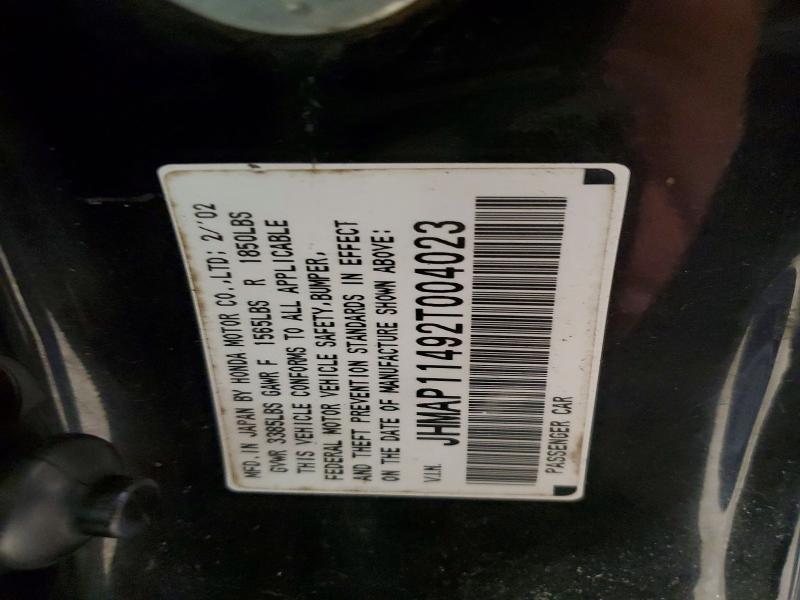 MFD. IN JAPAN BY HONDA MOTOR CO.,LTD; 2/'02
GVWR 3385LBS GAWR F 1565LBS R 1850LBS
THIS VEHICLE CONFORMS TO ALL APPLICABLE
FEDERAL MOTOR VEHICLE SAFETY,BUMPER,
AND THEFT PREVENTION STANDARDS IN EFFECT
ON THE DATE OF MANUFACTURE SHOWN ABOVE:
V.I.N. JHMAP11492T004023
PASSENGER CAR